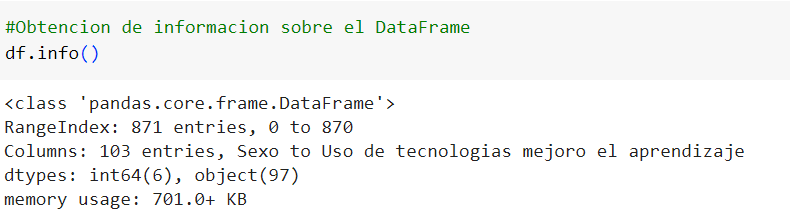 #Obtencion de informacion sobre el DataFrame
df.info()
<class 'pandas.core.frame.DataFrame'>
RangeIndex: 871 entries, 0 to 870
Columns: 103 entries, Sexo to Uso de tecnologias mejoro el aprendizaje
dtypes: int64(6), object(97)
memory usage: 701.0+ KB